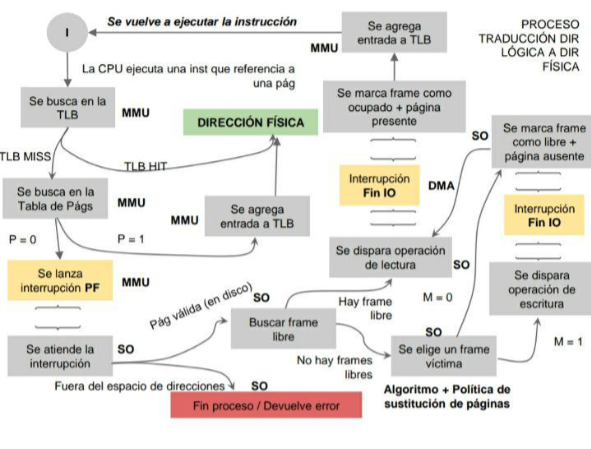 Se vuelve a ejecutar la instrucción
I
Se agrega
entrada a TLB
MMU
PROCESO
TRADUCCIÓN DIR
LÓGICA A DIR
FÍSICA
La CPU ejecuta una inst que referencia a
una pág
Se busca en la
TLB
MMU
DIRECCIÓN FÍSICA
Se marca frame como
ocupado + página
presente
SO
Se marca frame
como libre +
página ausente
TLB MISS
TLB HIT
Se busca en la
Tabla de Págs
MMU
MMU
Se agrega
entrada a TLB
Interrupción
Fin IO
DMA
Interrupción
Fin IO
P = 0
P = 1
Se lanza
interrupción PF
MMU
Se dispara operación
de lectura
SO
Se dispara
operación de
escritura
Pág válida (en disco)
SO
Buscar frame
libre
Hay frame
libre
M = 0
M = 1
Se atiende la
interrupción
SO
No hay frames
libres
SO
Se elige un frame
víctima
Fuera del espacio de direcciones
SO
Fin proceso / Devuelve error
Algoritmo + Política de
sustitución de páginas